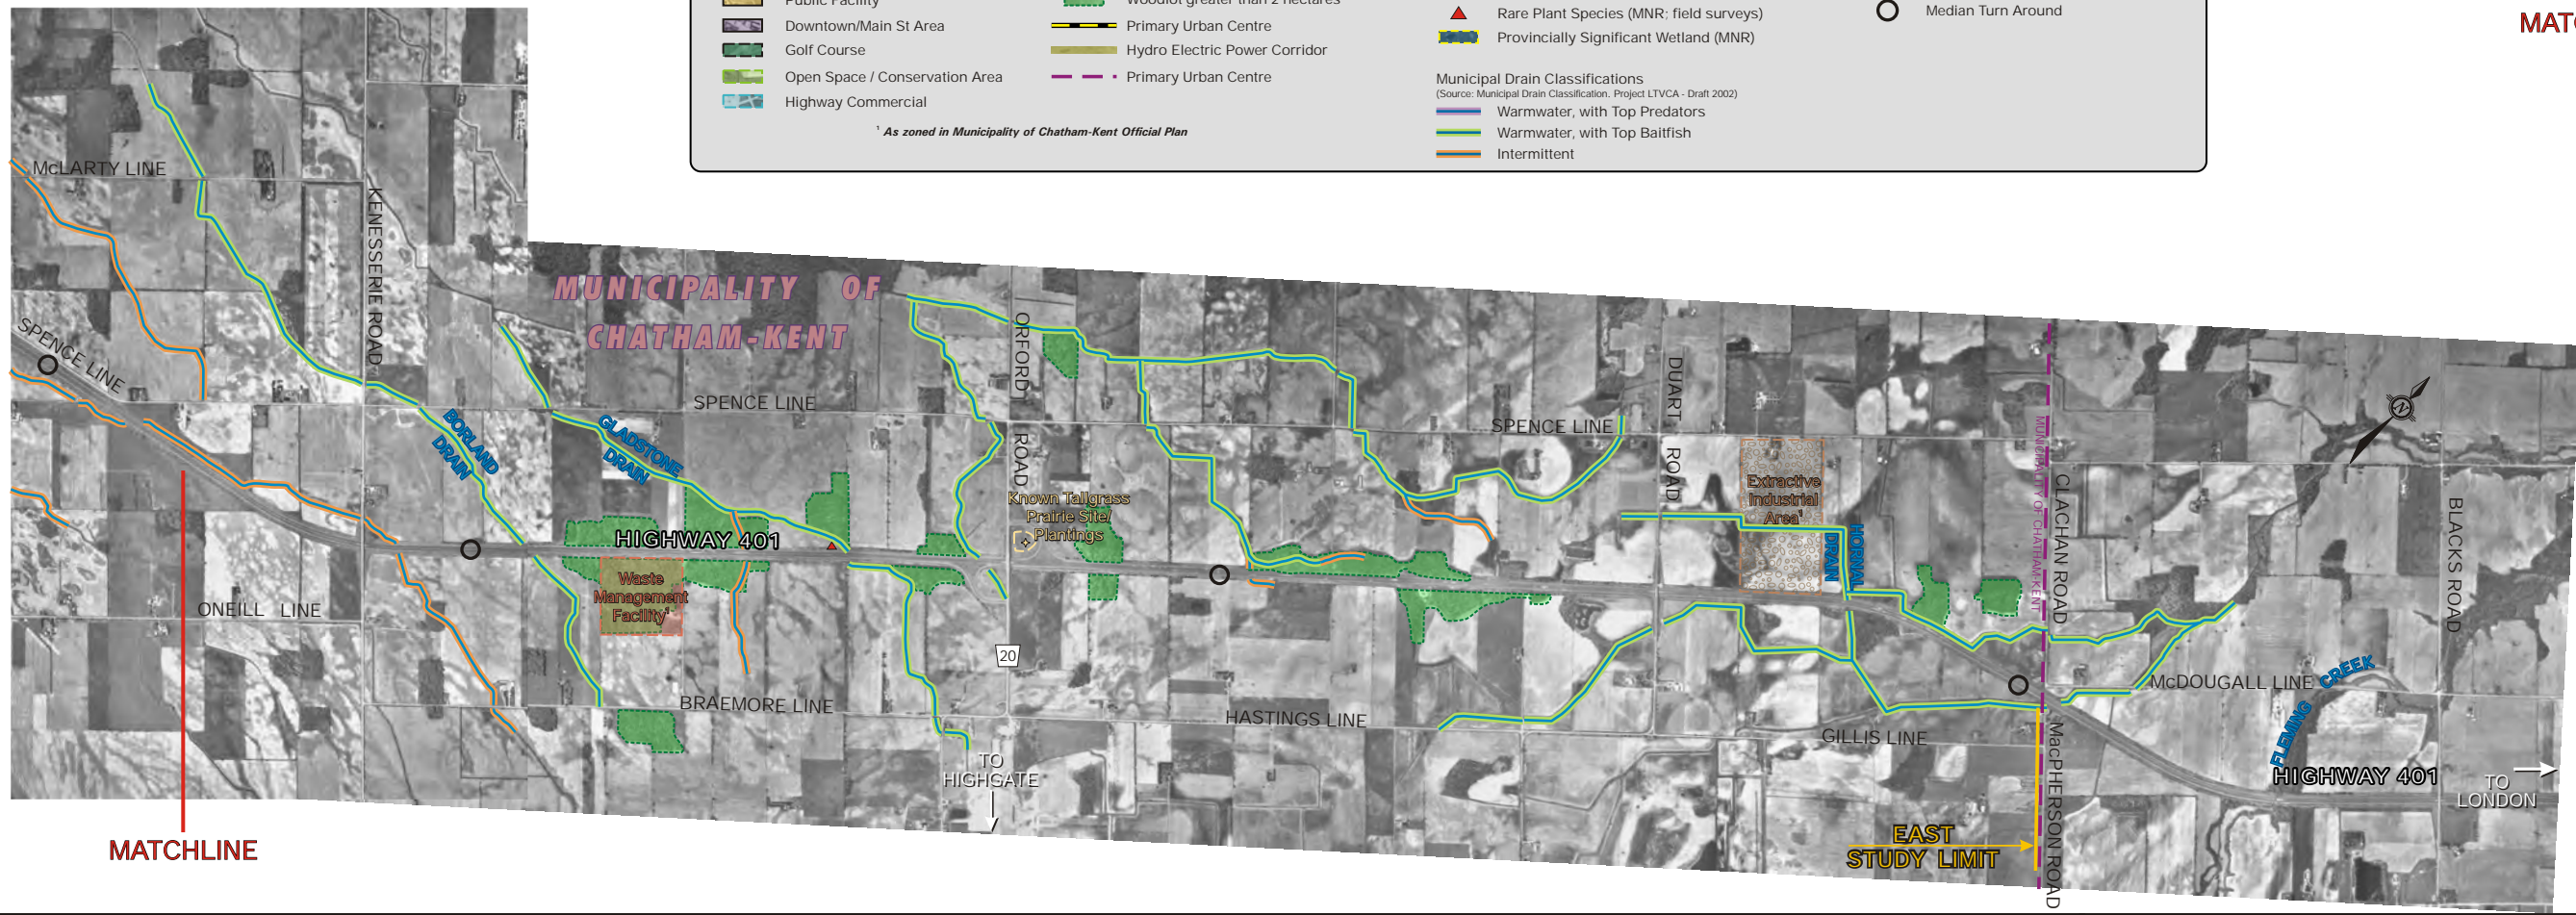 Public Facility
Downtown/Main St Area
Golf Course
Open Space / Conservation Area
Highway Commercial
¹ As zoned in Municipality of Chatham-Kent Official Plan
Woodlot greater than 2 hectares
Primary Urban Centre
Hydro Electric Power Corridor
Primary Urban Centre
Rare Plant Species (MNR; field surveys)
Provincially Significant Wetland (MNR)
Municipal Drain Classifications
(Source: Municipal Drain Classification. Project LTVCA - Draft 2002)
Warmwater, with Top Predators
Warmwater, with Top Baitfish
Intermittent
Median Turn Around
McLARTY LINE
KENESSERIE ROAD
SPENCE LINE
MUNICIPALITY OF
CHATHAM-KENT
SPENCE LINE
BORLAND
DRAIN
GLADSTONE
DRAIN
ORFORD
ROAD
Known Tallgrass
Prairie Site/
Plantings
HIGHWAY 401
Waste
Management
Facility¹
ONEILL LINE
BRAEMORE LINE
20
TO
HIGHGATE
HASTINGS LINE
SPENCE LINE
DUART
ROAD
Extractive
Industrial
Area¹
HORNAL
DRAIN
MUNICIPALITY OF CHATHAM-KENT
CLACHAN ROAD
N
BLACKS ROAD
McDOUGALL LINE
FLEMING
CREEK
GILLIS LINE
MacPHERSON ROAD
HIGHWAY 401
TO
LONDON
EAST
STUDY LIMIT
MATCHLINE